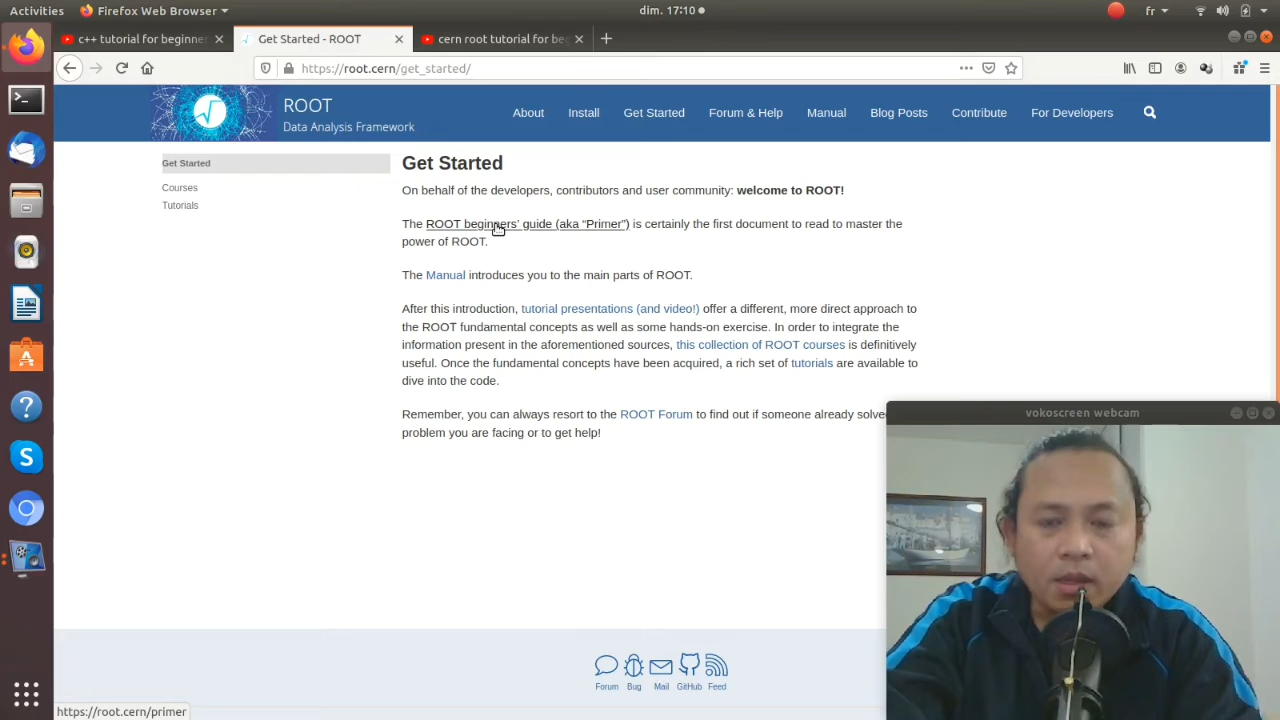 Activities
Firefox Web Browser
dim. 17:10
fr
c++ tutorial for beginner
Get Started - ROOT
cern root tutorial for beg
https://root.cern/get_started/
ROOT
Data Analysis Framework
About
Install
Get Started
Forum & Help
Manual
Blog Posts
Contribute
For Developers
Get Started
Courses
Tutorials
Get Started
On behalf of the developers, contributors and user community: welcome to ROOT!
The ROOT beginners' guide (aka “Primer”) is certainly the first document to read to master the
power of ROOT.
The Manual introduces you to the main parts of ROOT.
After this introduction, tutorial presentations (and video!) offer a different, more direct approach to
the ROOT fundamental concepts as well as some hands-on exercise. In order to integrate the
information present in the aforementioned sources, this collection of ROOT courses is definitively
useful. Once the fundamental concepts have been acquired, a rich set of tutorials are available to
dive into the code.
Remember, you can always resort to the ROOT Forum to find out if someone already solve
problem you are facing or to get help!
vokoscreen webcam
Forum
Bug
Mail
GitHub
Feed
https://root.cern/primer